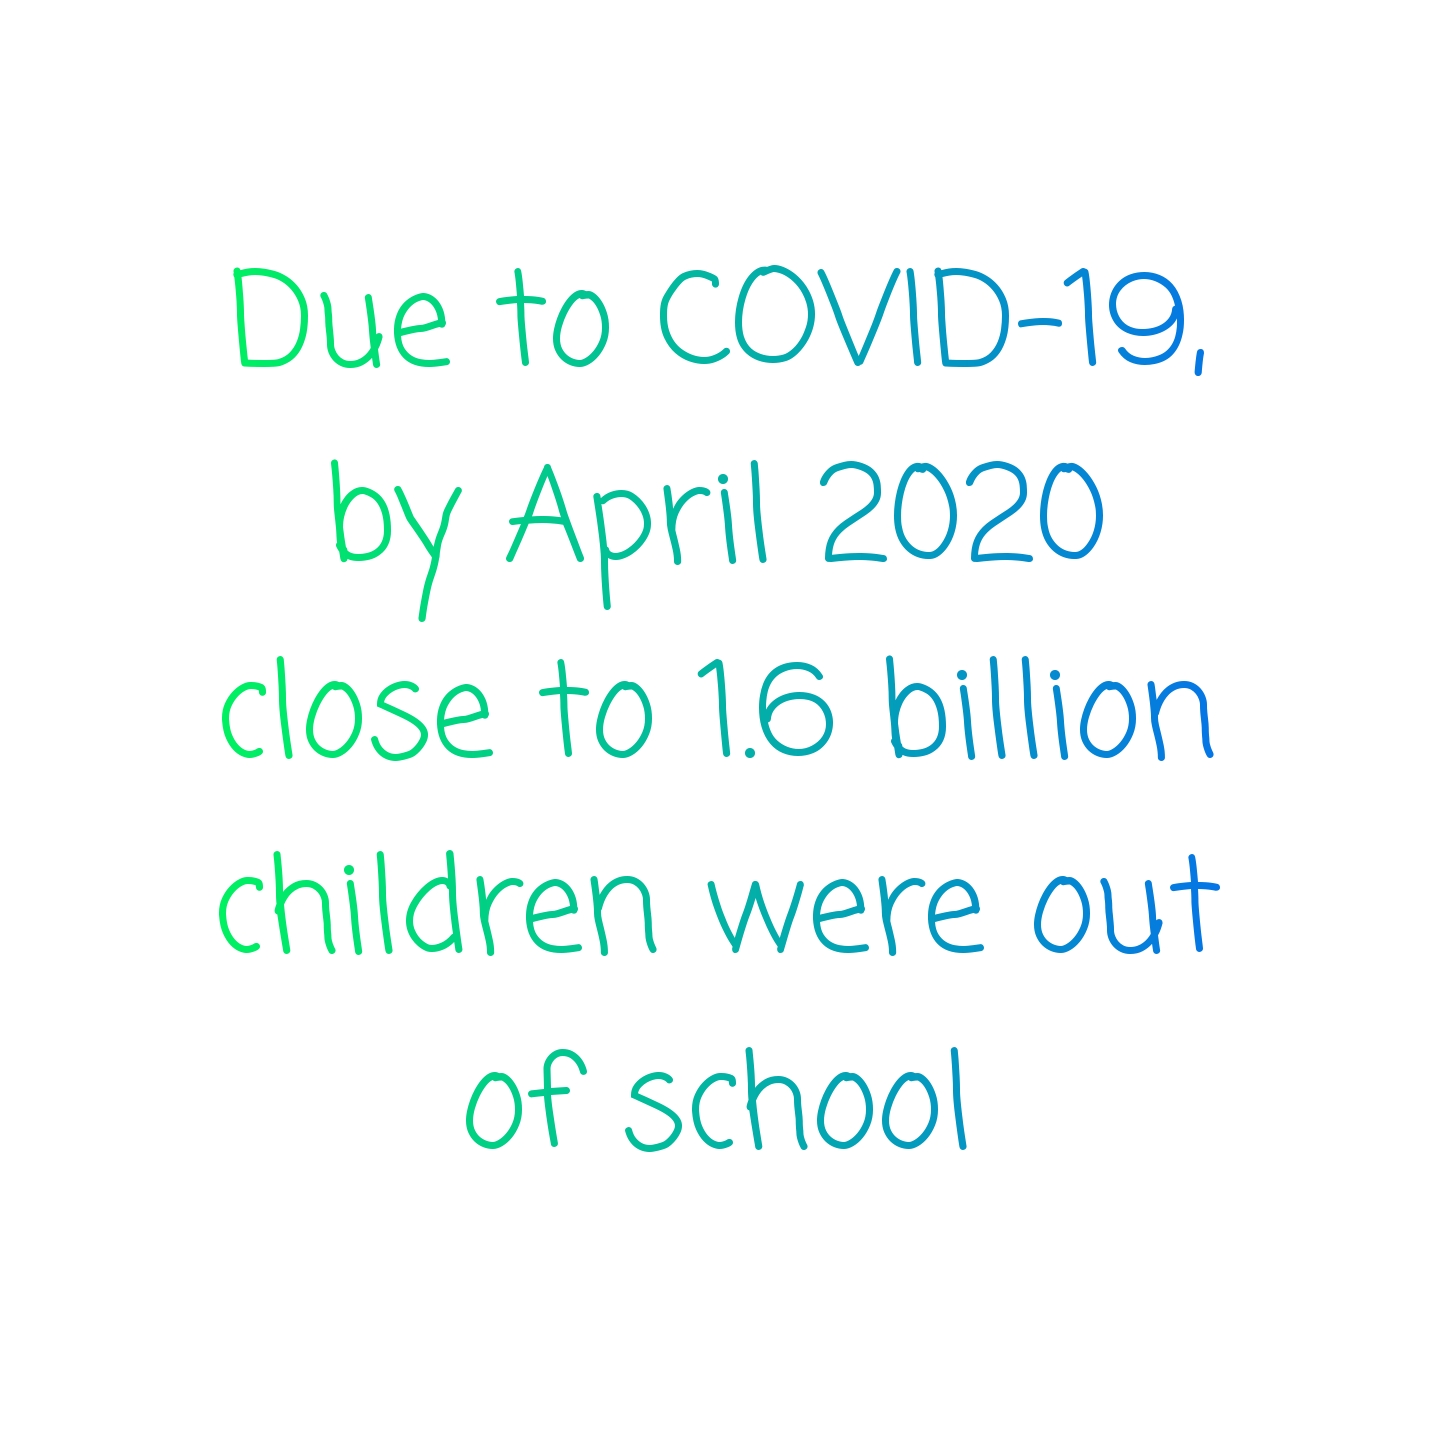 Due to COVID-19,
by April 2020
close to 1.6 billion
children were out
of school